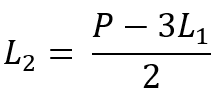 L₂ = (P − 3L₁)/2